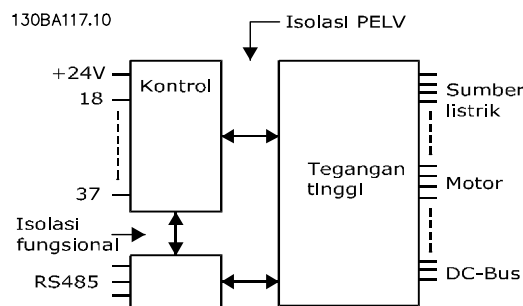 130BA117.10
Isolasi PELV
+24V
Kontrol
18
37
Sumber
listrik
Tegangan
tinggi
Motor
Isolasi
fungsional
RS485
DC-Bus